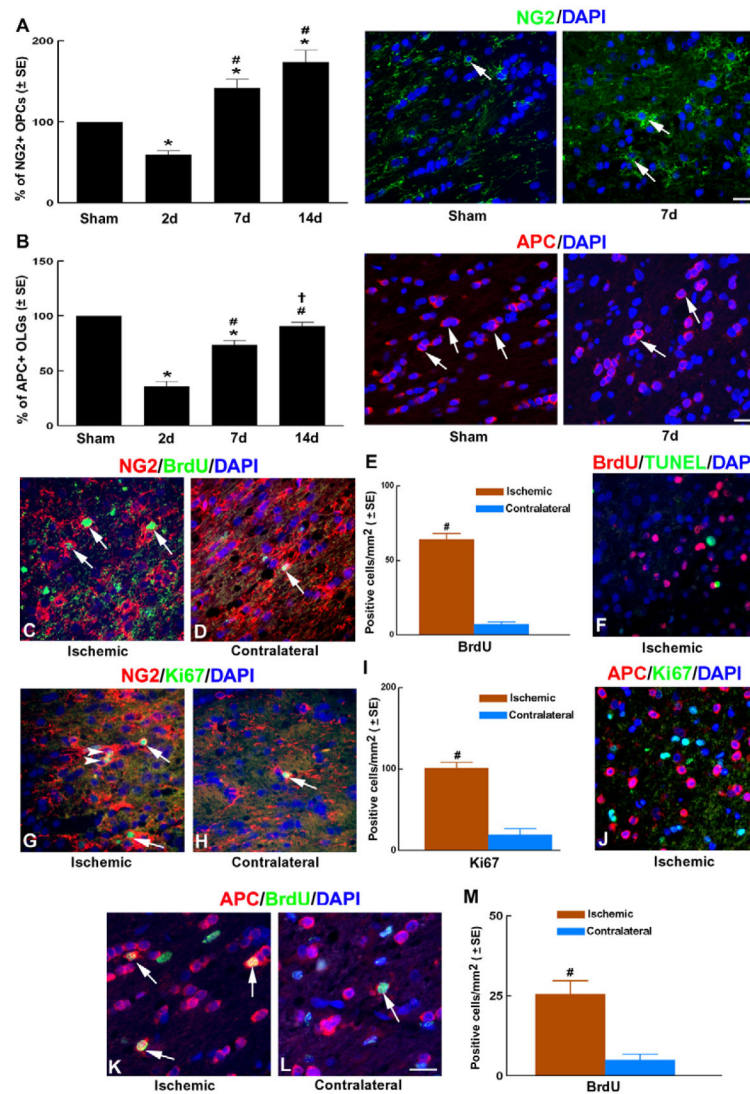 A
% of NG2+ OPCs (± SE)
200
100
0
#
*
*
#
*
Sham 2d 7d 14d
NG2/DAPI
Sham 7d
B
% of APC+ OLGs (± SE)
150
100
50
0
*
#
*
†
#
Sham 2d 7d 14d
APC/DAPI
Sham 7d
NG2/BrdU/DAPI
C D
Ischemic Contralateral
E
Positive cells/mm2 (±SE)
100
50
0
Ischemic
Contralateral
#
BrdU
BrdU/TUNEL/DAPI
F
Ischemic
NG2/Ki67/DAPI
G H
Ischemic Contralateral
I
Positive cells/mm2 (±SE)
200
100
0
Ischemic
Contralateral
#
Ki67
APC/Ki67/DAPI
J
Ischemic
APC/BrdU/DAPI
K L
Ischemic Contralateral
M
Positive cells/mm2 (±SE)
50
25
0
Ischemic
Contralateral
#
BrdU